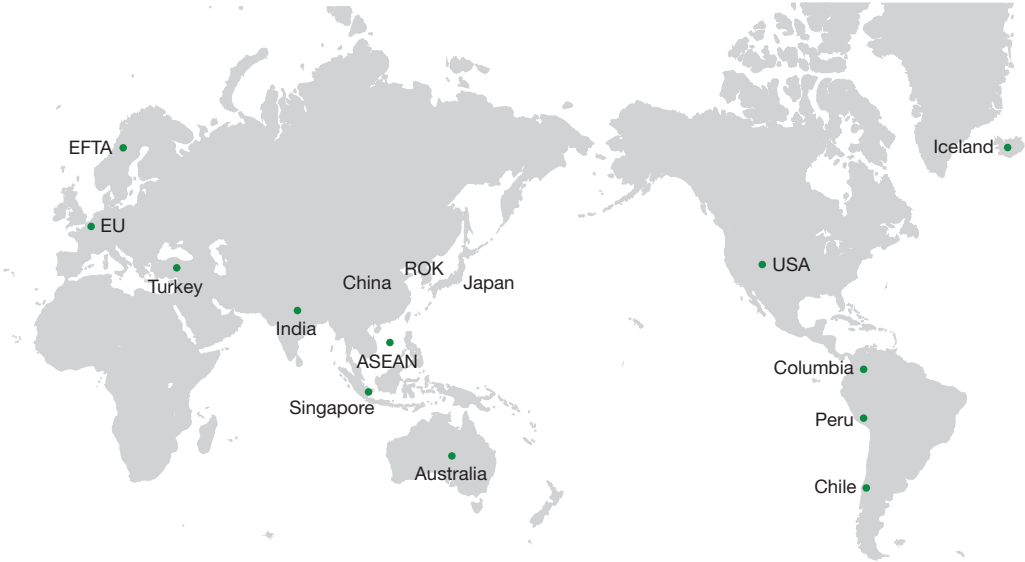 EFTA
Iceland
EU
USA
ROK
Turkey
China
Japan
India
ASEAN
Columbia
Singapore
Peru
Australia
Chile